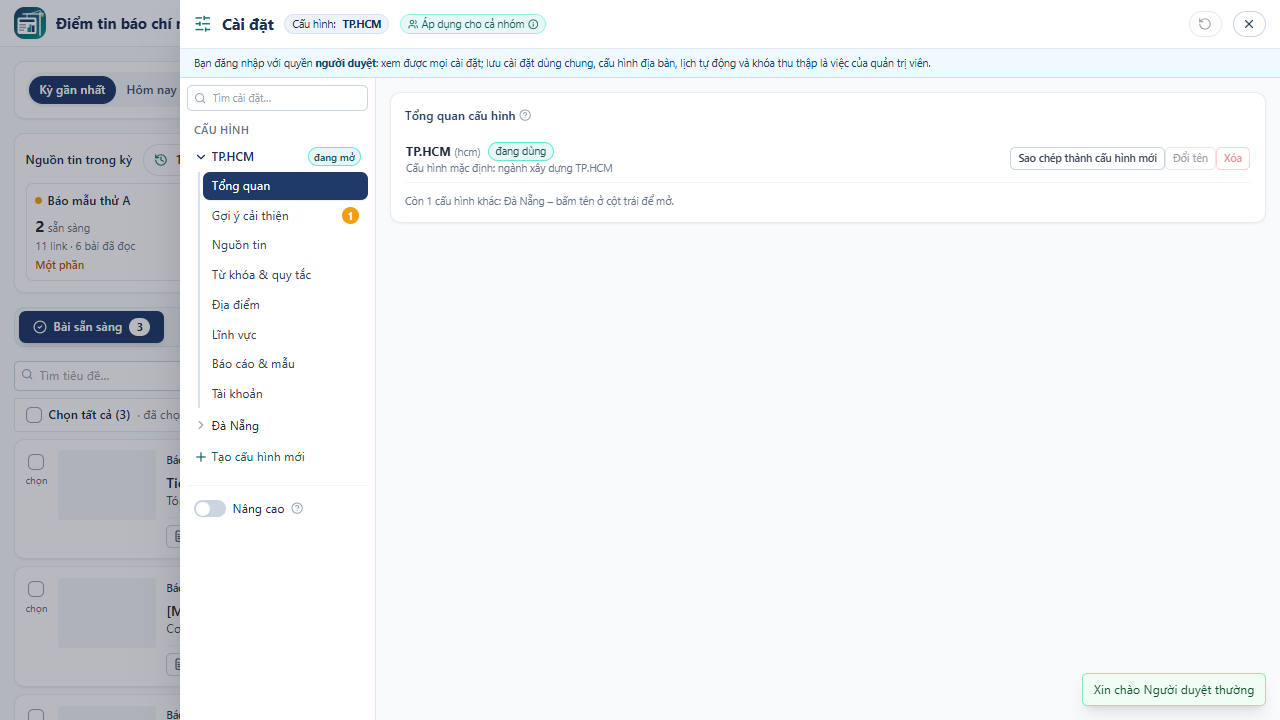 Điểm tin báo chí
Cài đặt
Cấu hình: TP.HCM
Áp dụng cho cả nhóm
Bạn đăng nhập với quyền người duyệt: xem được mọi cài đặt; lưu cài đặt dùng chung, cấu hình địa bàn, lịch tự động và khóa thu thập là việc của quản trị viên.
Kỳ gần nhất
Hôm nay
Nguồn tin trong kỳ
Báo mẫu thử A
2 sẵn sàng
11 link · 6 bài đã đọc
Một phần
Bài sẵn sàng 3
Tìm tiêu đề...
Chọn tất cả (3) · đã chọ
chọn
chọn
Tìm cài đặt...
CẤU HÌNH
TP.HCM đang mở
Tổng quan
Gợi ý cải thiện 1
Nguồn tin
Từ khóa & quy tắc
Địa điểm
Lĩnh vực
Báo cáo & mẫu
Tài khoản
Đà Nẵng
+ Tạo cấu hình mới
Nâng cao
Tổng quan cấu hình
TP.HCM (hcm) đang dùng
Cấu hình mặc định: ngành xây dựng TP.HCM
Sao chép thành cấu hình mới
Đổi tên
Xóa
Còn 1 cấu hình khác: Đà Nẵng – bấm tên ở cột trái để mở.
Xin chào Người duyệt thường